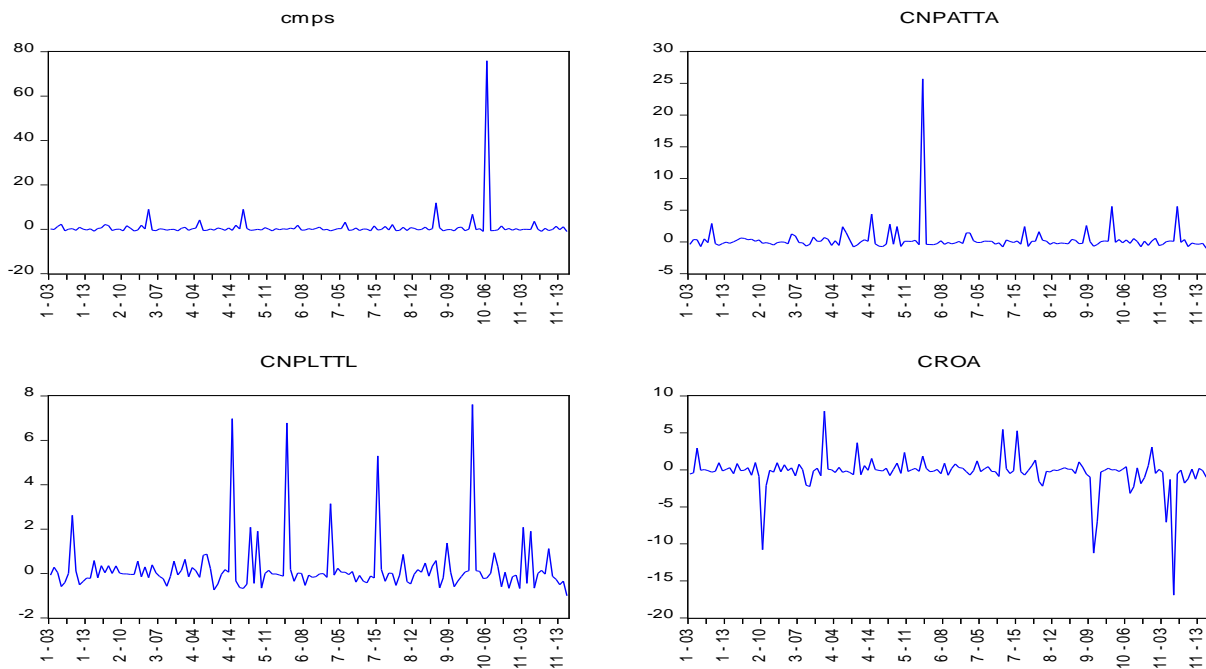 cmps
80
60
40
20
0
-20
1 - 03
1 - 13
2 - 10
3 - 07
4 - 04
4 - 14
5 - 11
6 - 08
7 - 05
7 - 15
8 - 12
9 - 09
10 - 06
11 - 03
11 - 13
CNPATTA
30
25
20
15
10
5
0
-5
1 - 03
1 - 13
2 - 10
3 - 07
4 - 04
4 - 14
5 - 11
6 - 08
7 - 05
7 - 15
8 - 12
9 - 09
10 - 06
11 - 03
11 - 13
CNPLTTL
8
6
4
2
0
-2
1 - 03
1 - 13
2 - 10
3 - 07
4 - 04
4 - 14
5 - 11
6 - 08
7 - 05
7 - 15
8 - 12
9 - 09
10 - 06
11 - 03
11 - 13
CROA
10
5
0
-5
-10
-15
-20
1 - 03
1 - 13
2 - 10
3 - 07
4 - 04
4 - 14
5 - 11
6 - 08
7 - 05
7 - 15
8 - 12
9 - 09
10 - 06
11 - 03
11 - 13